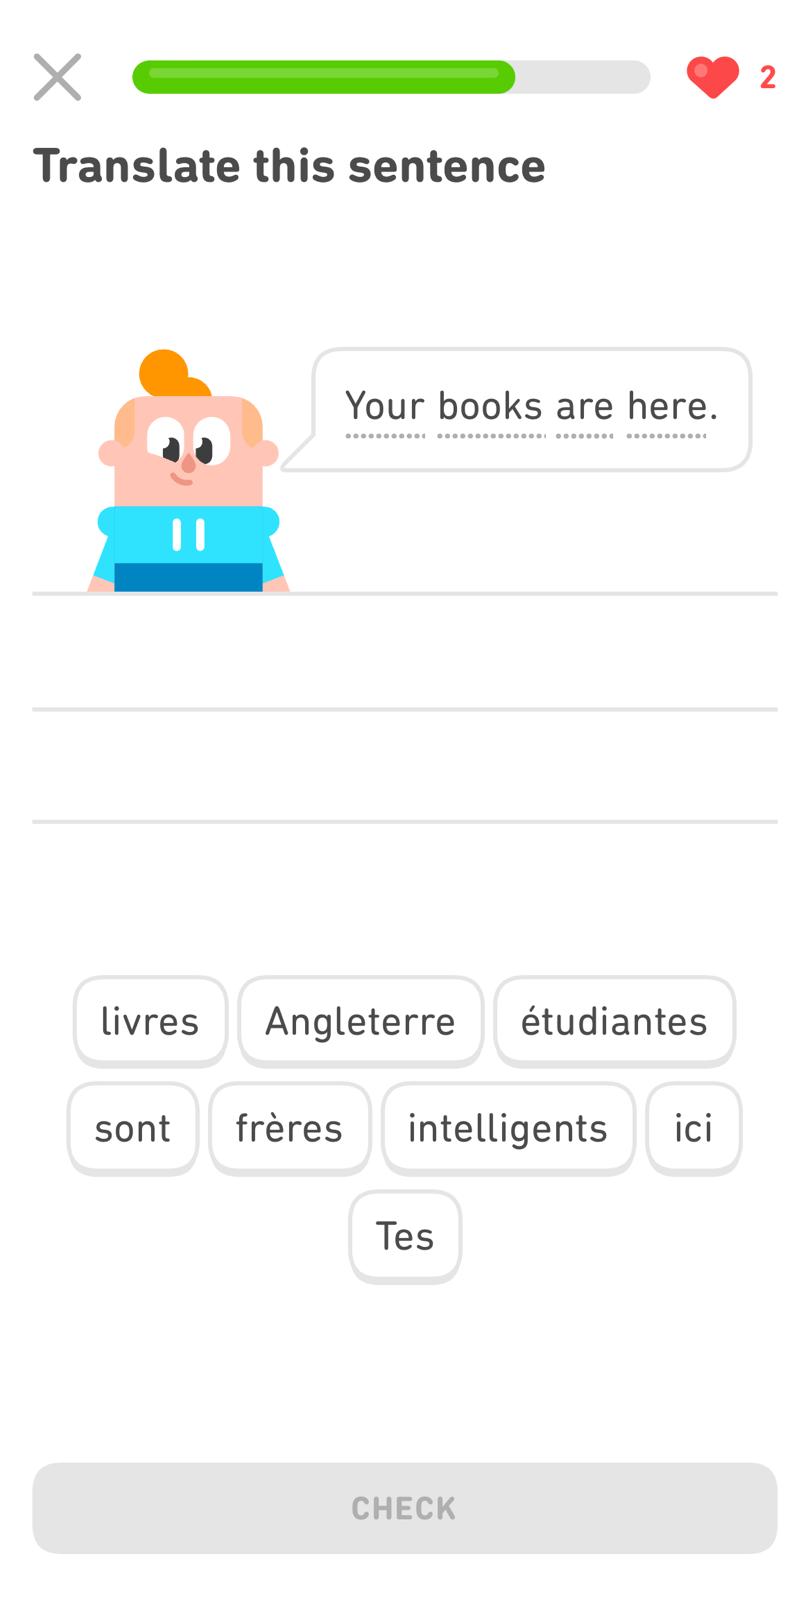 2
Translate this sentence
Your books are here.
livres Angleterre étudiantes
sont frères intelligents ici
Tes
CHECK